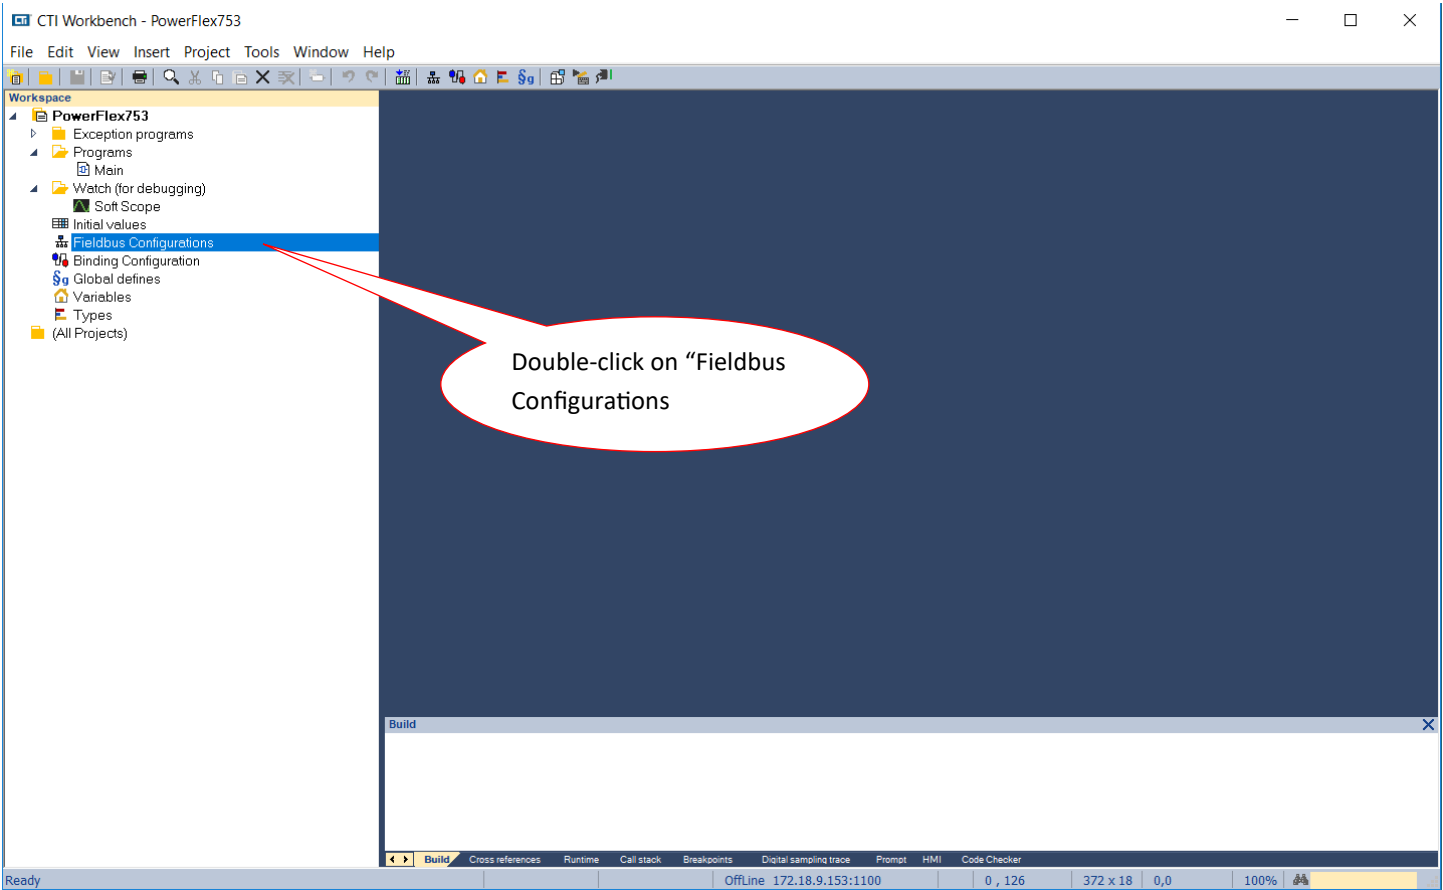 CTI Workbench - PowerFlex753
File Edit View Insert Project Tools Window Help
Workspace
PowerFlex753
Exception programs
Programs
Main
Watch (for debugging)
Soft Scope
Initial values
Fieldbus Configurations
Binding Configuration
Global defines
Variables
Types
(All Projects)
Double-click on “Fieldbus
Configurations
Build
Build Cross references Runtime Call stack Breakpoints Digital sampling trace Prompt HMI Code Checker
Ready OffLine 172.18.9.153:1100 0 , 126 372 x 18 0,0 100%